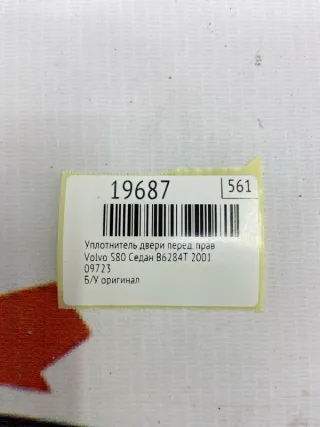 19687 561
Уплотнитель двери перед. прав
Volvo S80 Седан B6284T 2001
09723
Б/У оригинал